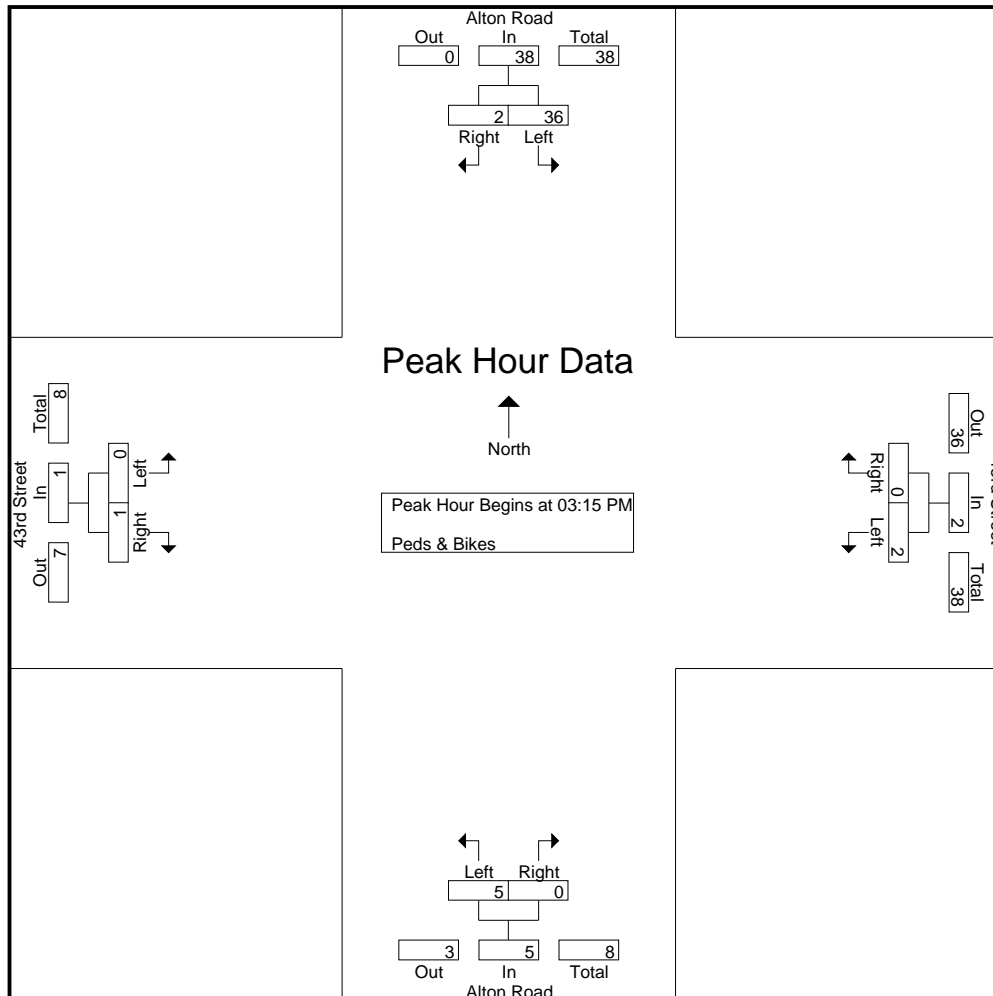 Alton Road
Out In Total
0 38 38
2 36
Right Left
Peak Hour Data
North
Peak Hour Begins at 03:15 PM
Peds & Bikes
43rd Street
Total In Out
8 1 7
0 1
Left Right
Out In Total
36 2 38
0 2
Right Left
Street
Left Right
5 0
3 5 8
Out In Total
Alton Road